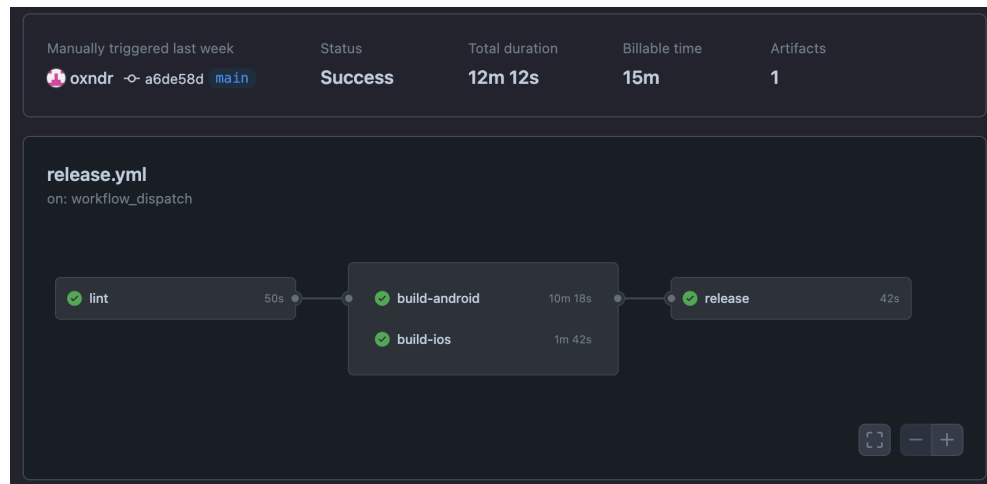 Manually triggered last week
oxndr a6de58d main
Status
Success
Total duration
12m 12s
Billable time
15m
Artifacts
1
release.yml
on: workflow_dispatch
lint 50s
build-android 10m 18s
build-ios 1m 42s
release 42s